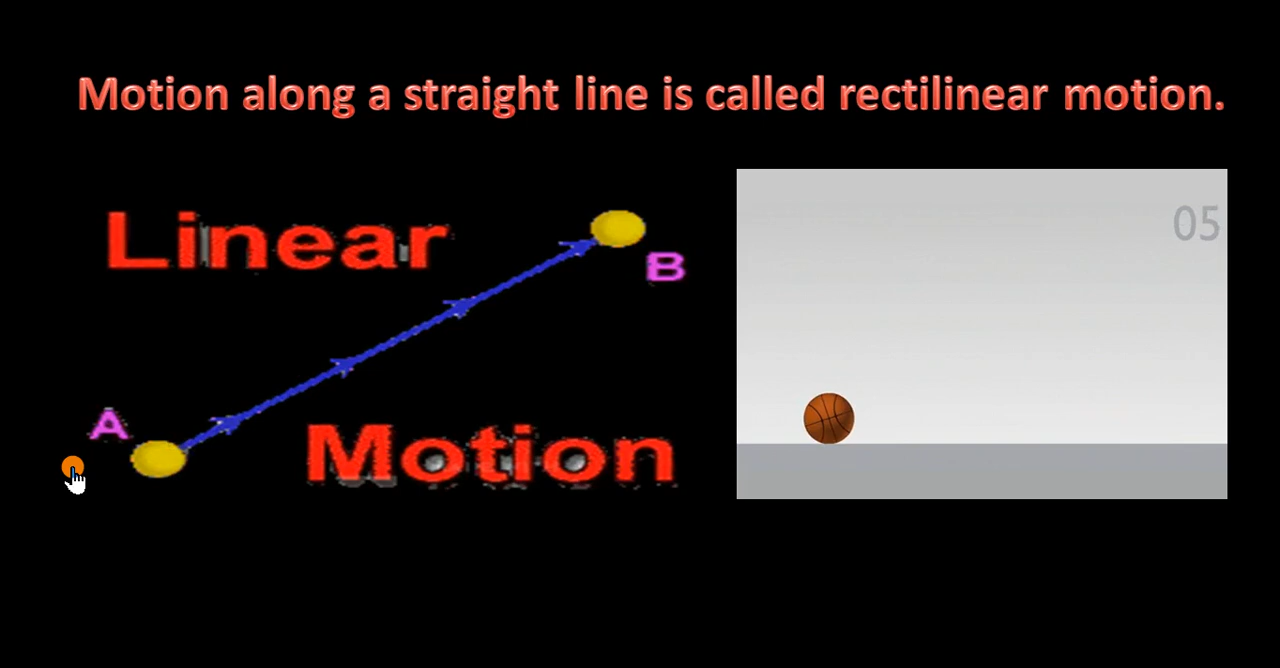 Motion along a straight line is called rectilinear motion.
Linear
05
B
A
Motion